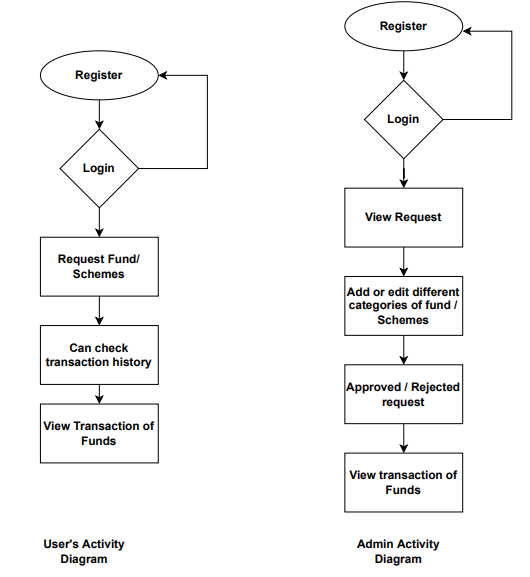 Register
Login
Request Fund/
Schemes
Can check
transaction history
View Transaction of
Funds
User's Activity
Diagram
Register
Login
View Request
Add or edit different
categories of fund /
Schemes
Approved / Rejected
request
View transaction of
Funds
Admin Activity
Diagram